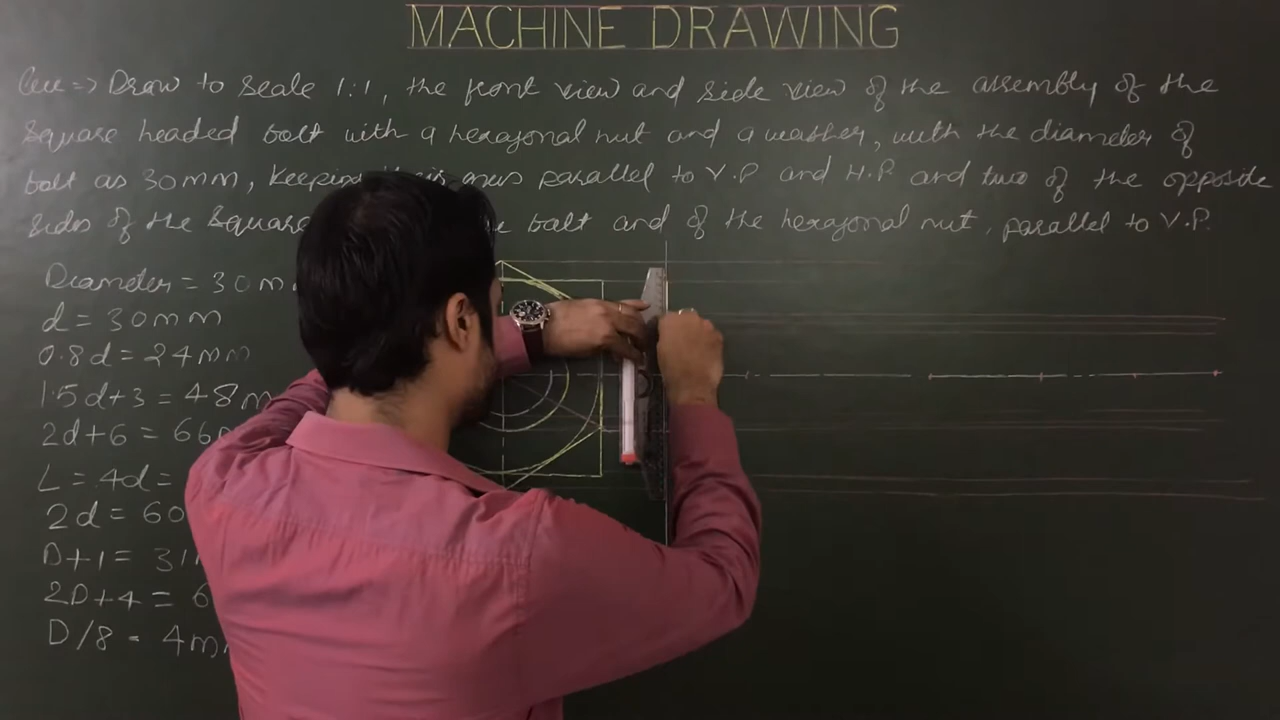 MACHINE DRAWING
Que => Draw to scale 1:1, the front view and side view of the assembly of the
square headed bolt with a hexagonal nut and a washer, with the diameter of
bolt as 30MM, keeping axis parallel to V.P and H.P. and two of the opposite
sides of the square bolt and of the hexagonal nut, parallel to V.P.
Diameter = 30m
d = 30mm
0.8d = 24mm
1.5d+3 = 48m
2d+6 = 66m
L = 4d =
2d = 60
D+1 = 31
2D+4 = 6
D/8 = 4m